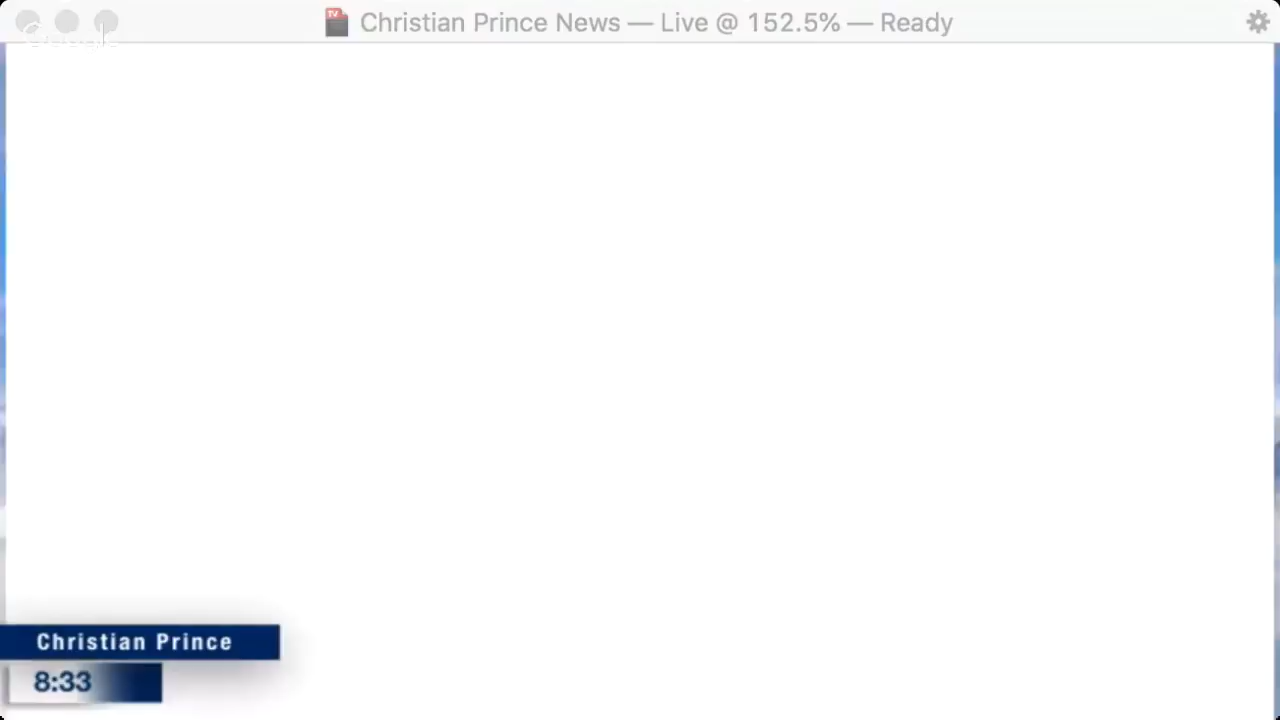 Christian Prince News — Live @ 152.5% — Ready
Christian Prince
8:33